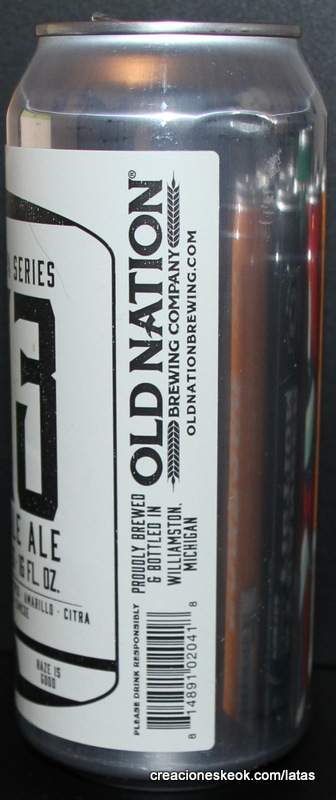 SERIES
3
ALE
16 FL. OZ.
AMARILLO · CITRA
HAZE IS
GOOD
OLD NATION®
BREWING COMPANY
OLDNATIONBREWING.COM
PROUDLY BREWED
& BOTTLED IN
WILLIAMSTON,
MICHIGAN
PLEASE DRINK RESPONSIBLY
8 14891 02041 8
creacioneskeok.com/latas